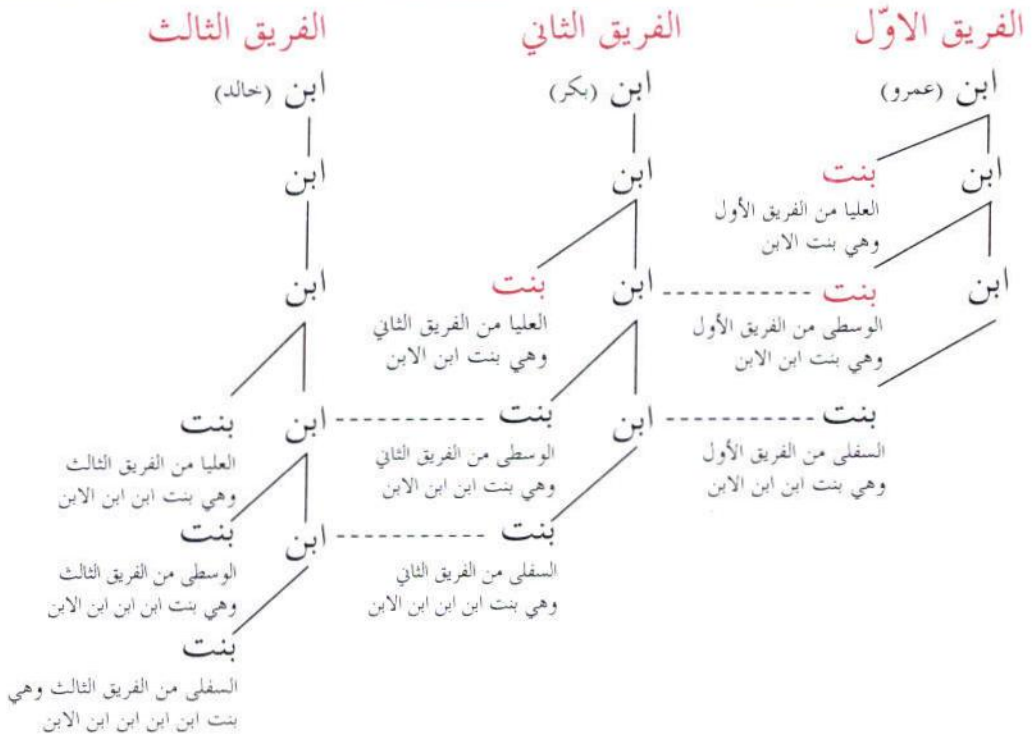 الفريق الاوّل الفريق الثاني الفريق الثالث
ابن (عمرو) ابن (بكر) ابن (خالد)
ابن بنت ابن ابن
العليا من الفريق الأول
وهي بنت الابن
ابن بنت ابن بنت ابن
الوسطى من الفريق الأول العليا من الفريق الثاني
وهي بنت ابن الابن وهي بنت ابن الابن
بنت ابن بنت ابن بنت
السفلى من الفريق الأول الوسطى من الفريق الثاني العليا من الفريق الثالث
وهي بنت ابن ابن الابن وهي بنت ابن ابن الابن وهي بنت ابن ابن الابن
بنت ابن بنت
السفلى من الفريق الثاني الوسطى من الفريق الثالث
وهي بنت ابن ابن ابن الابن وهي بنت ابن ابن ابن الابن
بنت
السفلى من الفريق الثالث وهي
بنت ابن ابن ابن ابن الابن